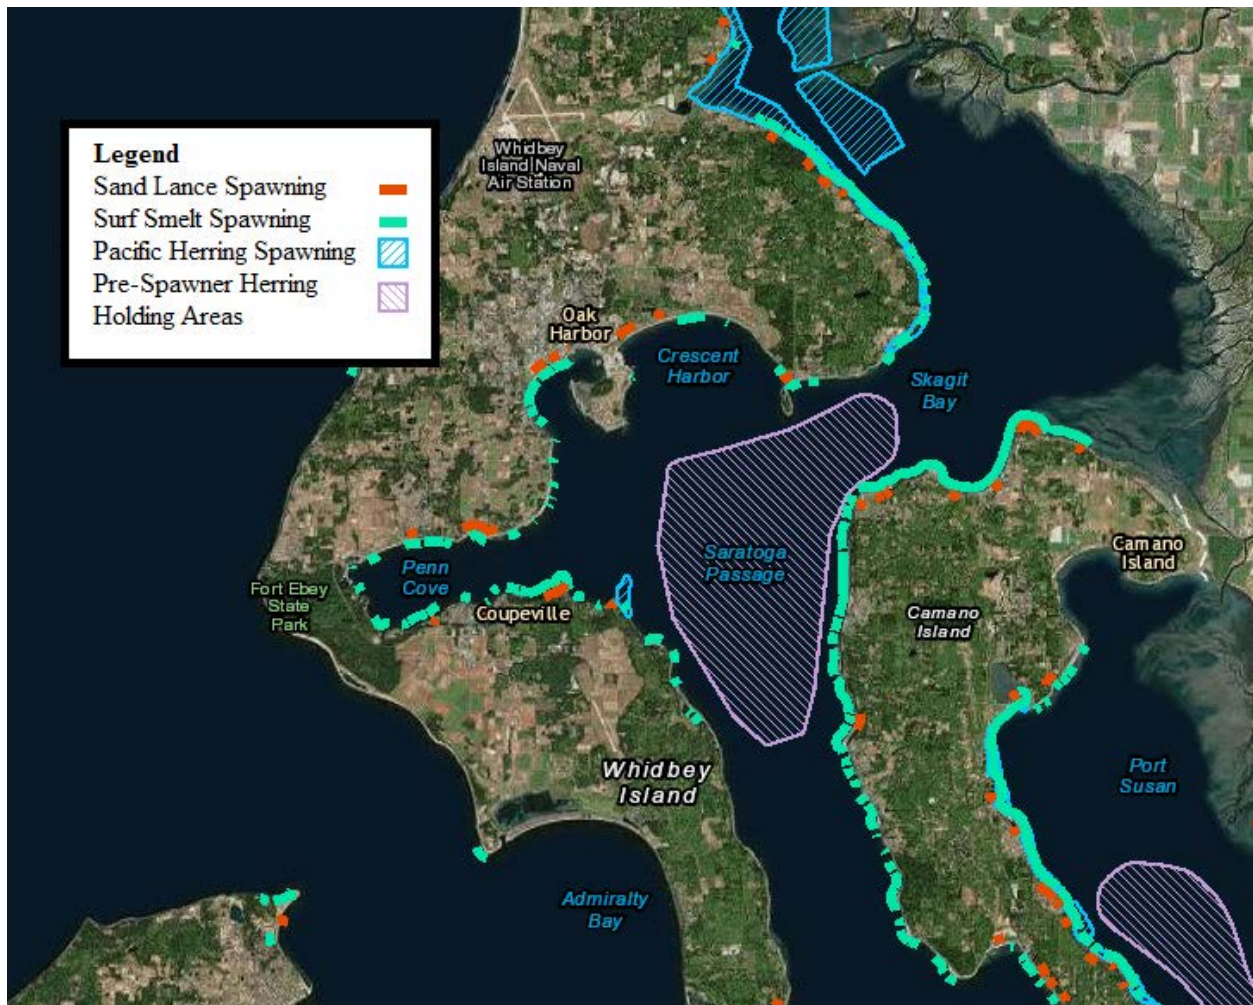 Legend
Sand Lance Spawning
Surf Smelt Spawning
Pacific Herring Spawning
Pre-Spawner Herring
Holding Areas
Whidbey
Island Naval
Air Station
Oak
Harbor
Crescent
Harbor
Skagit
Bay
Saratoga
Passage
Penn
Cove
Camano
Island
Fort Ebey
State
Park
Coupeville
Camano
Island
Whidbey
Island
Port
Susan
Admiralty
Bay